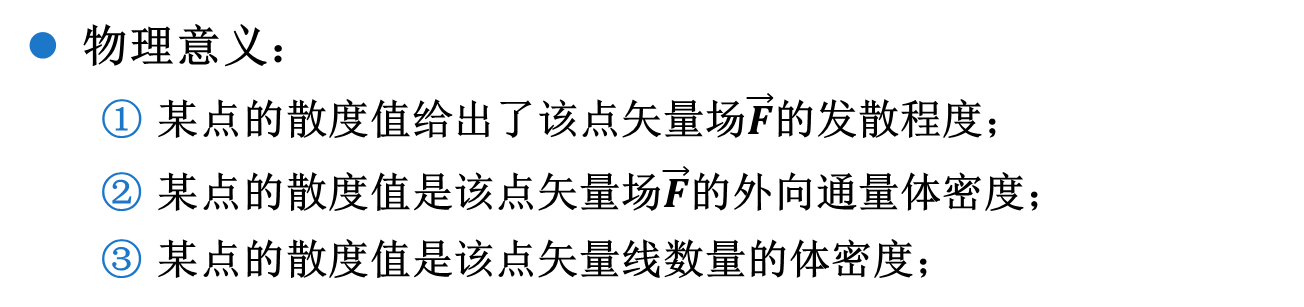 物理意义：
① 某点的散度值给出了该点矢量场$\vec{F}$的发散程度；
② 某点的散度值是该点矢量场$\vec{F}$的外向通量体密度；
③ 某点的散度值是该点矢量线数量的体密度；